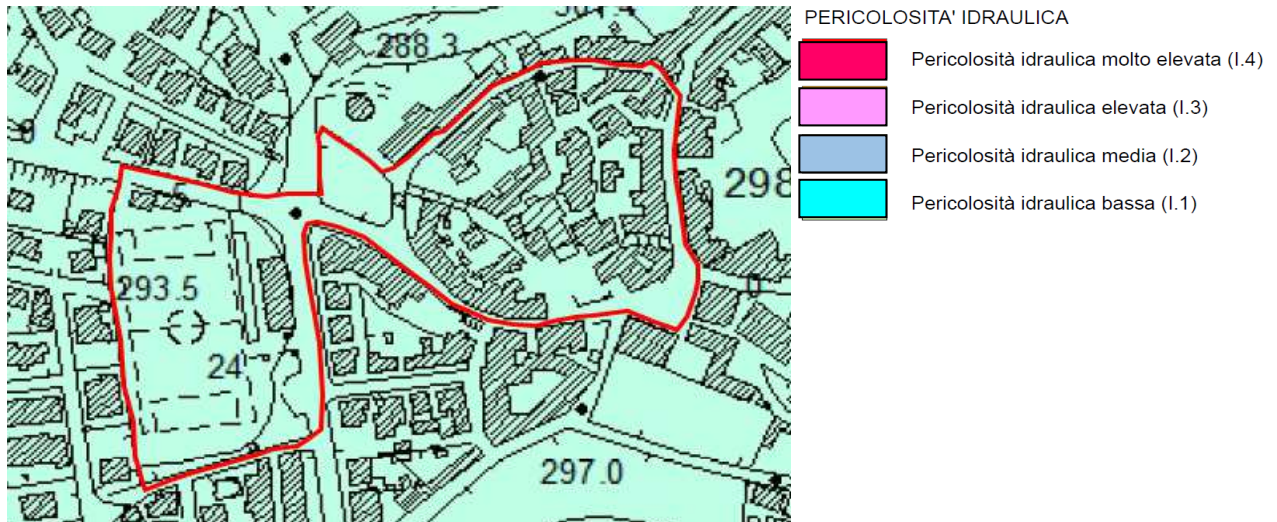 PERICOLOSITA' IDRAULICA
Pericolosità idraulica molto elevata (I.4)
Pericolosità idraulica elevata (I.3)
Pericolosità idraulica media (I.2)
Pericolosità idraulica bassa (I.1)
288.3
298
293.5
24
297.0